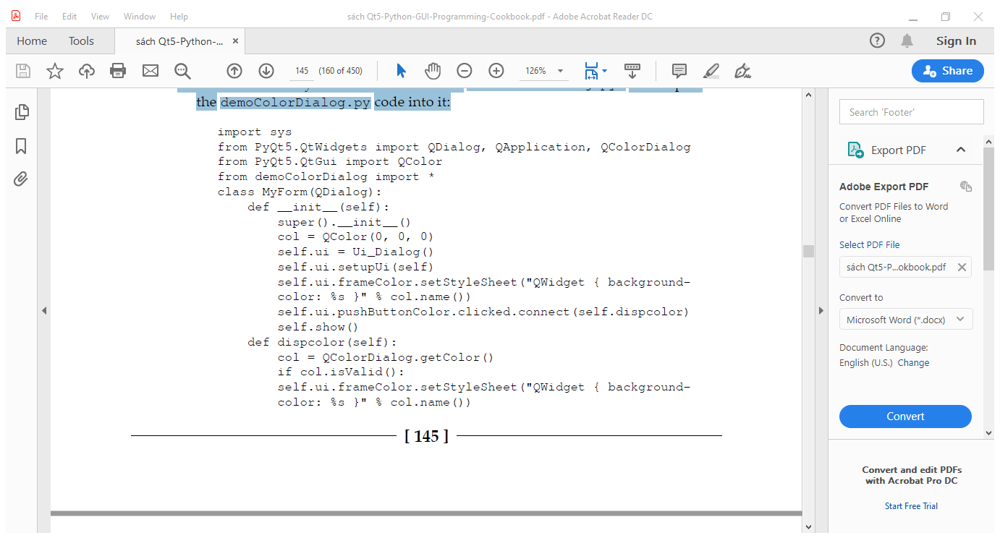 File Edit View Window Help
sách Qt5-Python-GUI-Programming-Cookbook.pdf - Adobe Acrobat Reader DC
Home Tools sách Qt5-Python-... × Sign In
145 (160 of 450) 126% Share
the demoColorDialog.py code into it:
import sys
from PyQt5.QtWidgets import QDialog, QApplication, QColorDialog
from PyQt5.QtGui import QColor
from demoColorDialog import *
class MyForm(QDialog):
    def __init__(self):
        super().__init__()
        col = QColor(0, 0, 0)
        self.ui = Ui_Dialog()
        self.ui.setupUi(self)
        self.ui.frameColor.setStyleSheet("QWidget { background-
        color: %s }" % col.name())
        self.ui.pushButtonColor.clicked.connect(self.dispcolor)
        self.show()
    def dispcolor(self):
        col = QColorDialog.getColor()
        if col.isValid():
        self.ui.frameColor.setStyleSheet("QWidget { background-
        color: %s }" % col.name())
[ 145 ]
Search 'Footer'
Export PDF
Adobe Export PDF
Convert PDF Files to Word
or Excel Online
Select PDF File
sách Qt5-P...okbook.pdf
Convert to
Microsoft Word (*.docx)
Document Language:
English (U.S.) Change
Convert
Convert and edit PDFs
with Acrobat Pro DC
Start Free Trial